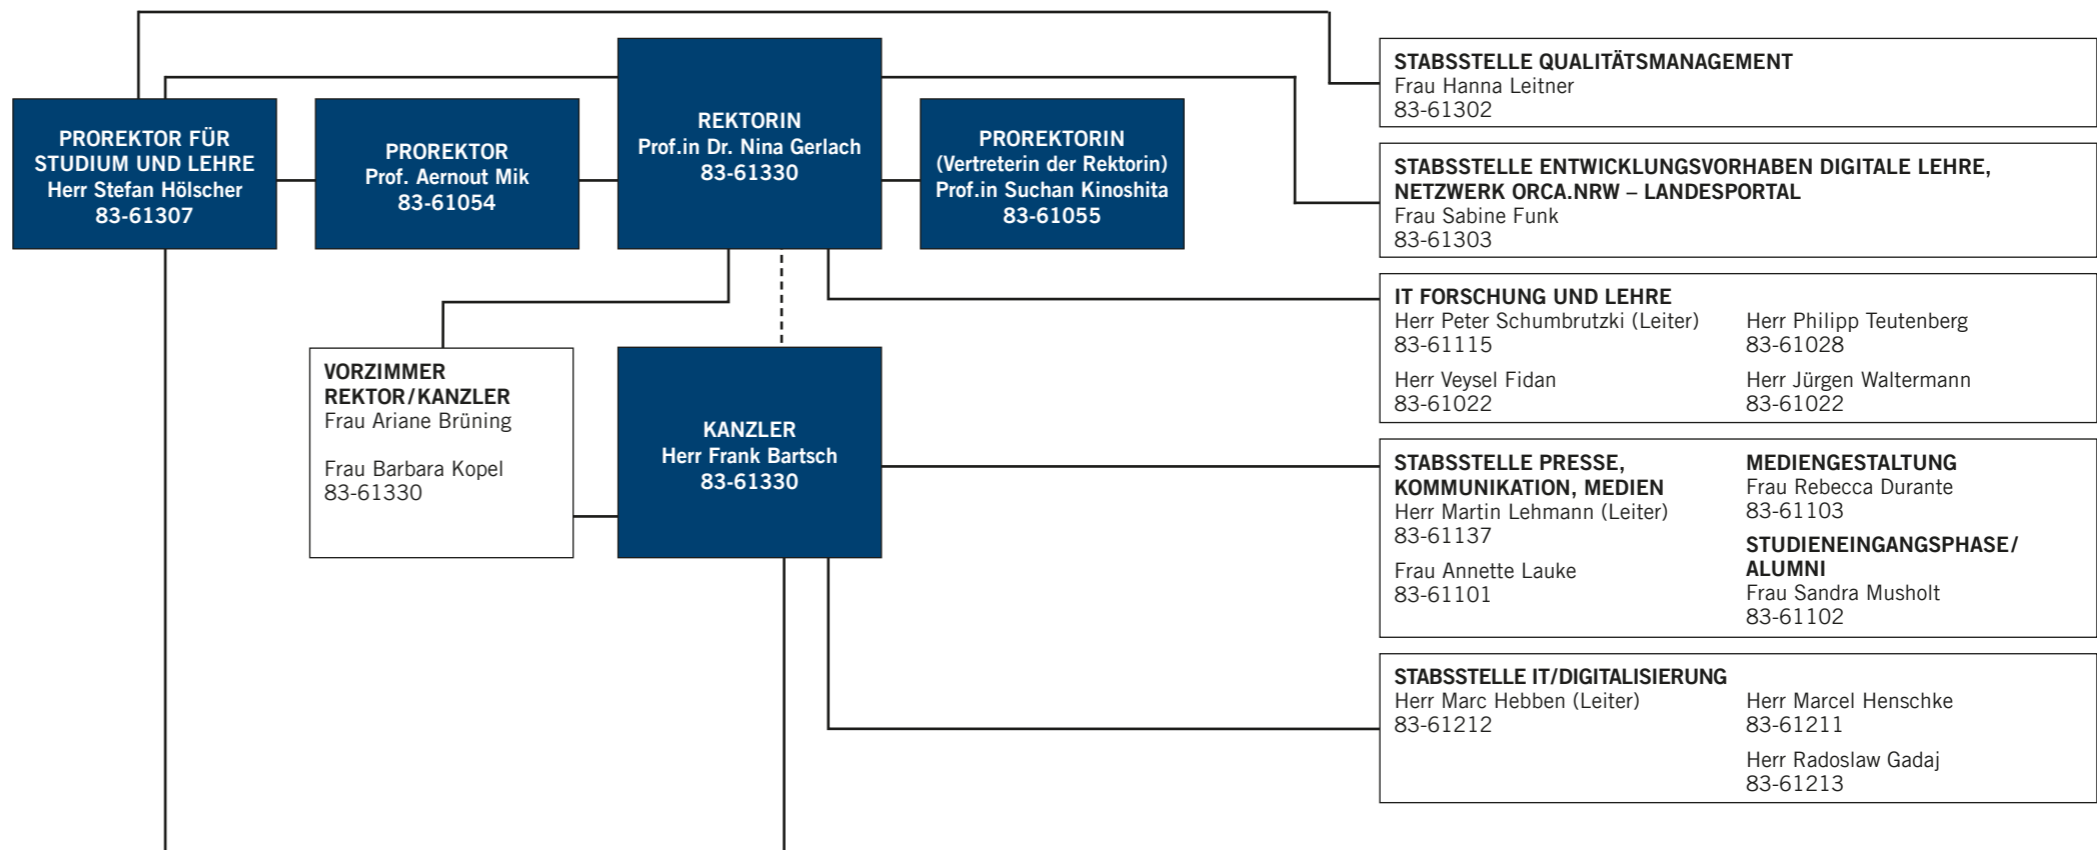 PROREKTOR FÜR
STUDIUM UND LEHRE
Herr Stefan Hölscher
83-61307
PROREKTOR
Prof. Aernout Mik
83-61054
REKTORIN
Prof.in Dr. Nina Gerlach
83-61330
PROREKTORIN
(Vertreterin der Rektorin)
Prof.in Suchan Kinoshita
83-61055
VORZIMMER
REKTOR/KANZLER
Frau Ariane Brüning
Frau Barbara Kopel
83-61330
KANZLER
Herr Frank Bartsch
83-61330
STABSSTELLE QUALITÄTSMANAGEMENT
Frau Hanna Leitner
83-61302
STABSSTELLE ENTWICKLUNGSVORHABEN DIGITALE LEHRE,
NETZWERK ORCA.NRW – LANDESPORTAL
Frau Sabine Funk
83-61303
IT FORSCHUNG UND LEHRE
Herr Peter Schumbrutzki (Leiter)
83-61115
Herr Veysel Fidan
83-61022
Herr Philipp Teutenberg
83-61028
Herr Jürgen Waltermann
83-61022
STABSSTELLE PRESSE,
KOMMUNIKATION, MEDIEN
Herr Martin Lehmann (Leiter)
83-61137
Frau Annette Lauke
83-61101
MEDIENGESTALTUNG
Frau Rebecca Durante
83-61103
STUDIENEINGANGSPHASE/
ALUMNI
Frau Sandra Musholt
83-61102
STABSSTELLE IT/DIGITALISIERUNG
Herr Marc Hebben (Leiter)
83-61212
Herr Marcel Henschke
83-61211
Herr Radoslaw Gadaj
83-61213